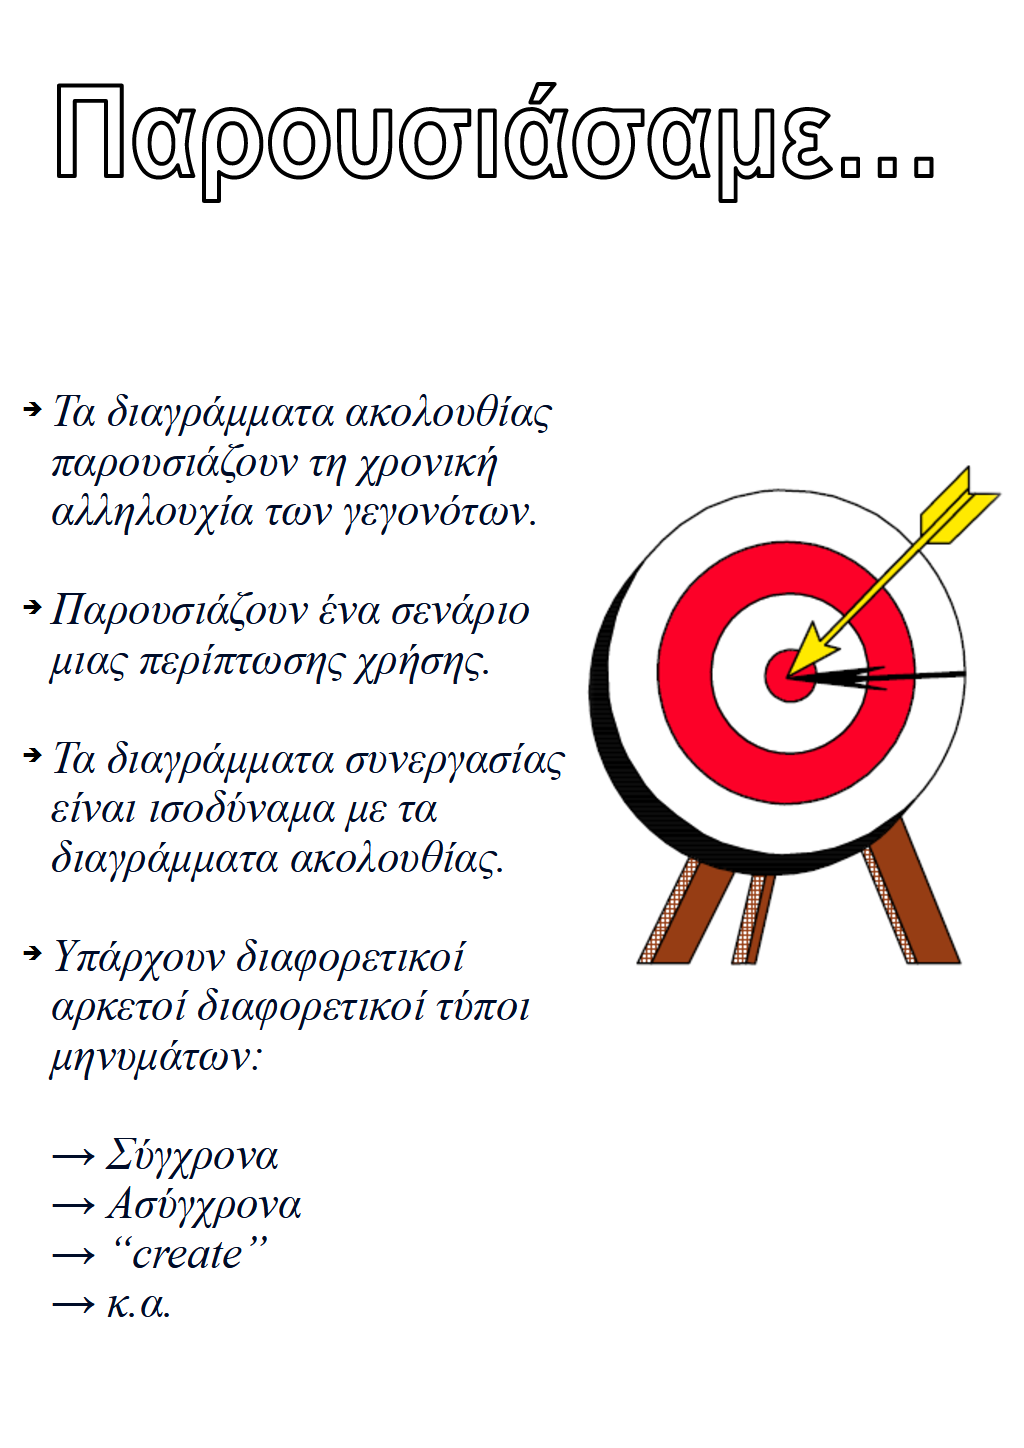 Παρουσιάσαμε...
➔ Τα διαγράμματα ακολουθίας
παρουσιάζουν τη χρονική
αλληλουχία των γεγονότων.
➔ Παρουσιάζουν ένα σενάριο
μιας περίπτωσης χρήσης.
➔ Τα διαγράμματα συνεργασίας
είναι ισοδύναμα με τα
διαγράμματα ακολουθίας.
➔ Υπάρχουν διαφορετικοί
αρκετοί διαφορετικοί τύποι
μηνυμάτων:
→ Σύγχρονα
→ Ασύγχρονα
→ “create”
→ κ.α.